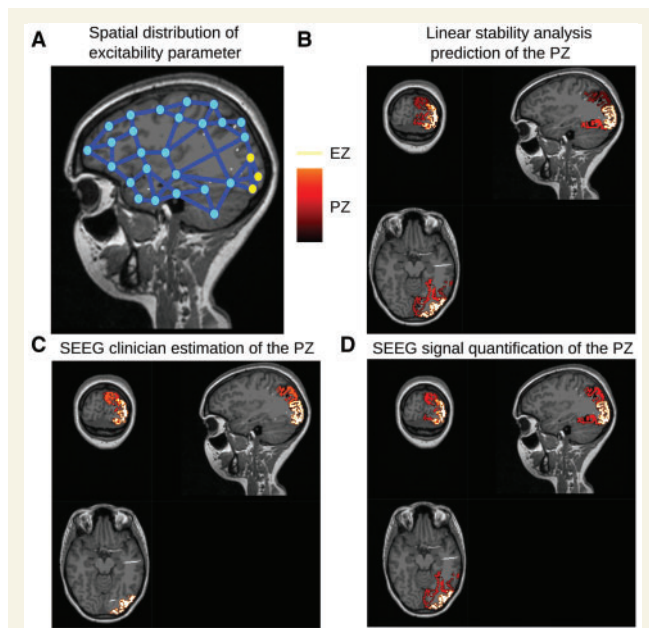 A
Spatial distribution of
excitability parameter
B
Linear stability analysis
prediction of the PZ
EZ
PZ
C
SEEG clinician estimation of the PZ
D
SEEG signal quantification of the PZ